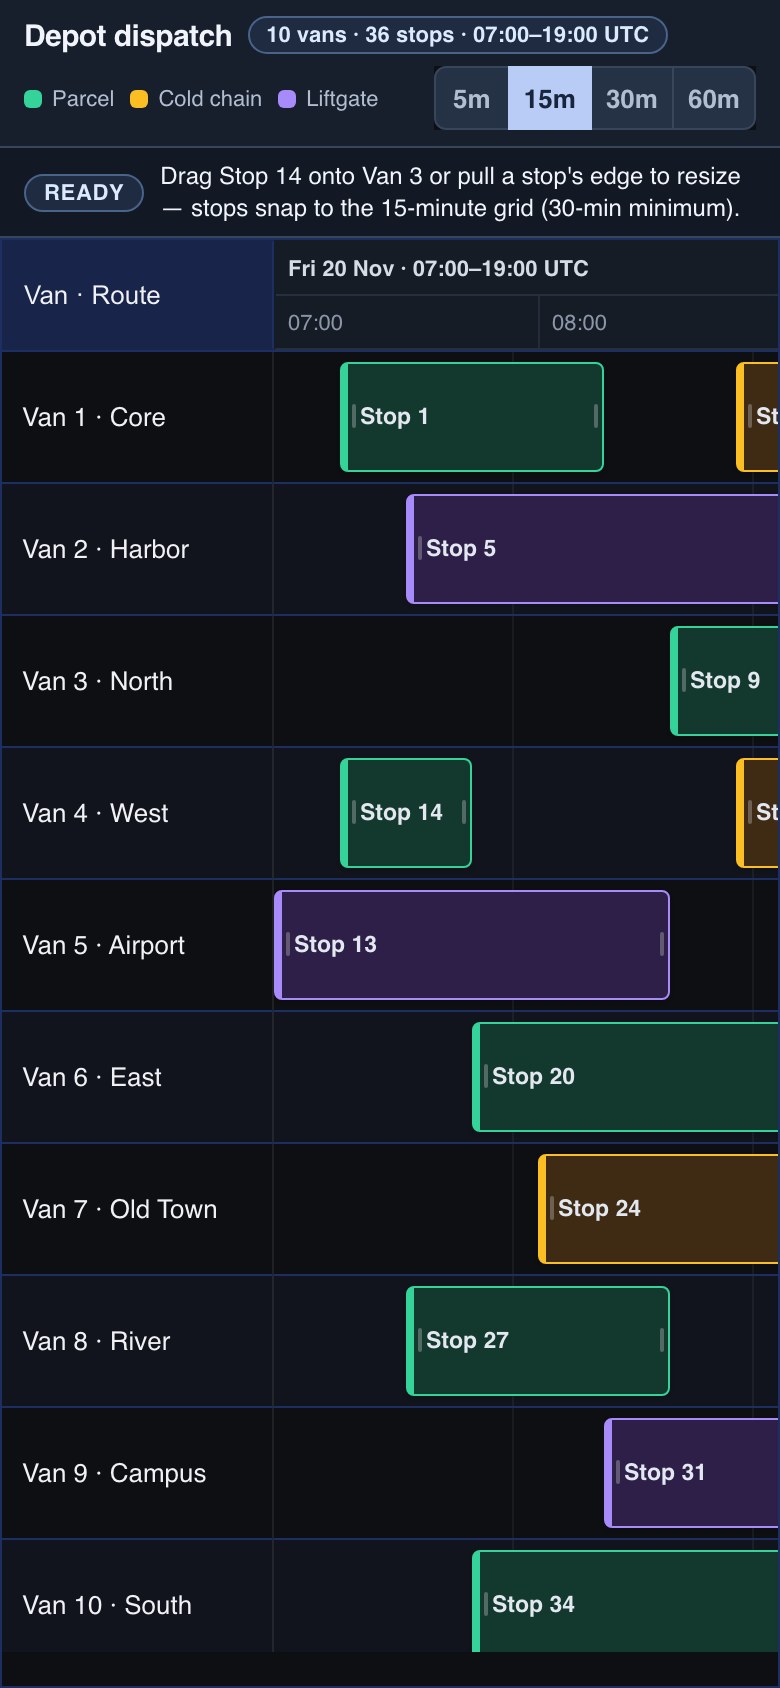 Depot dispatch
10 vans · 36 stops · 07:00–19:00 UTC
Parcel
Cold chain
Liftgate
5m
15m
30m
60m
READY
Drag Stop 14 onto Van 3 or pull a stop's edge to resize
— stops snap to the 15-minute grid (30-min minimum).
Van · Route
Fri 20 Nov · 07:00–19:00 UTC
07:00
08:00
Van 1 · Core
Stop 1
St
Van 2 · Harbor
Stop 5
Van 3 · North
Stop 9
Van 4 · West
Stop 14
St
Van 5 · Airport
Stop 13
Van 6 · East
Stop 20
Van 7 · Old Town
Stop 24
Van 8 · River
Stop 27
Van 9 · Campus
Stop 31
Van 10 · South
Stop 34